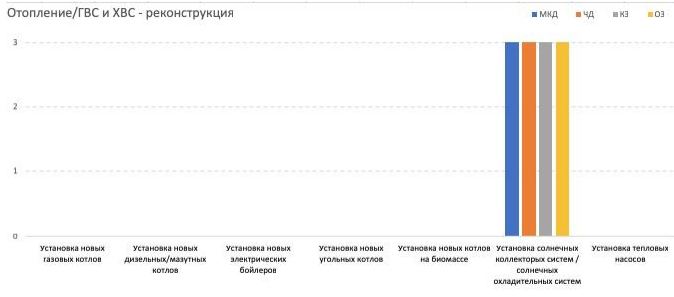 Отопление/ГВС и ХВС - реконструкция
МКД ЧД КЗ ОЗ
3
2
1
0
Установка новых
газовых котлов
Установка новых
дизельных/мазутных
котлов
Установка новых
электрических
бойлеров
Установка новых
угольных котлов
Установка новых котлов
на биомассе
Установка солнечных
коллекторых систем /
солнечных
охладительных систем
Установка тепловых
насосов